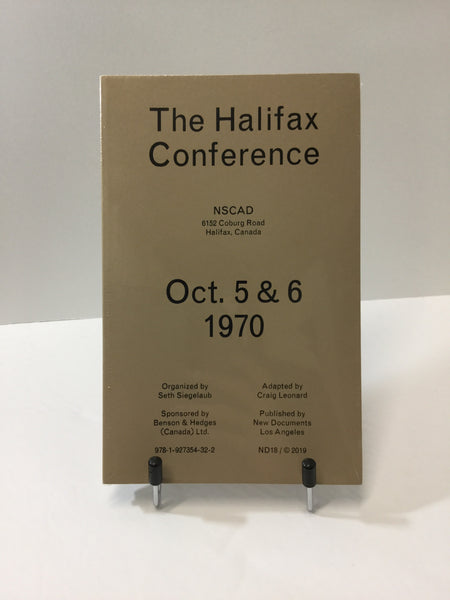 The Halifax
Conference
NSCAD
6152 Coburg Road
Halifax, Canada
Oct. 5 & 6
1970
Organized by
Seth Siegelaub
Adapted by
Craig Leonard
Sponsored by
Benson & Hedges
(Canada) Ltd.
Published by
New Documents
Los Angeles
978-1-927354-32-2
ND18 / © 2019